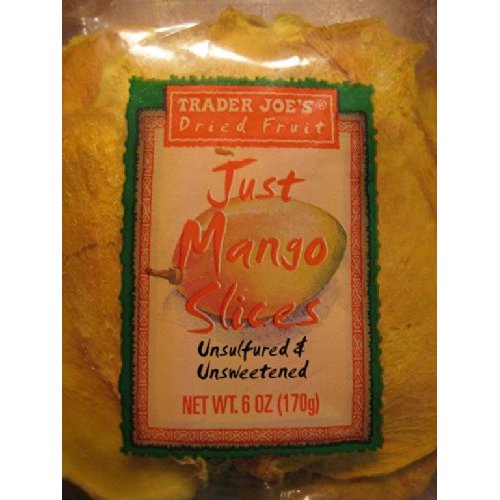 TRADER JOE'S®
Dried Fruit
Just
Mango
Slices
Unsulfured &
Unsweetened
NET WT. 6 OZ (170g)